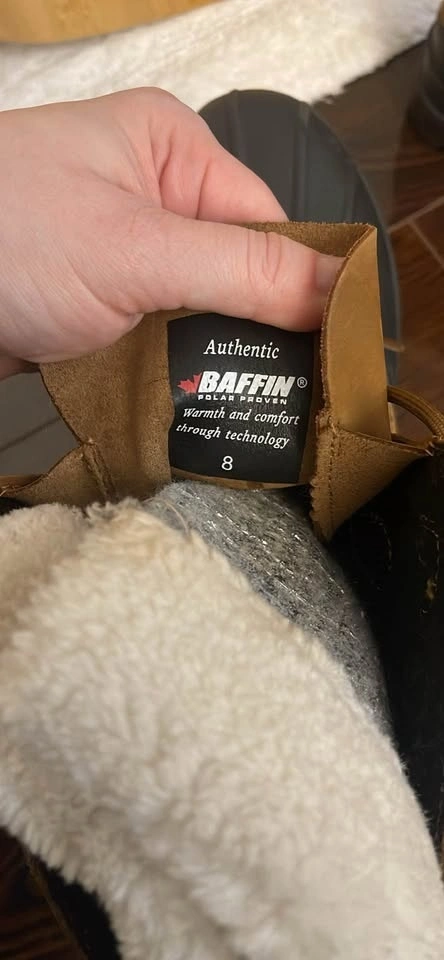 Authentic
BAFFIN®
POLAR PROVEN
Warmth and comfort
through technology
8